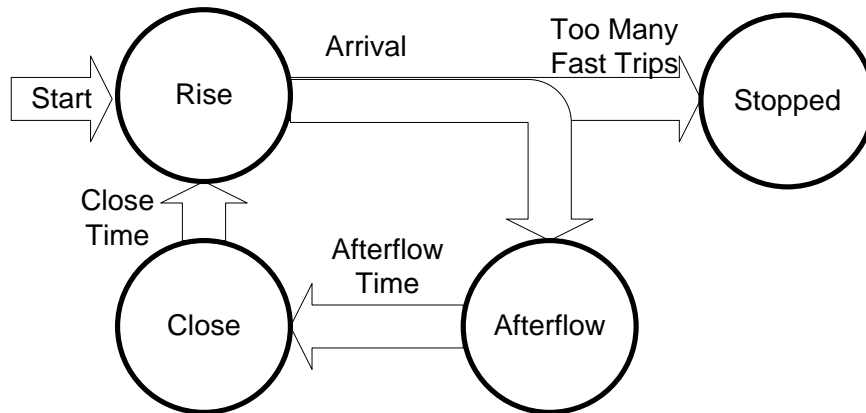 Arrival
Too Many
Fast Trips
Start
Rise
Stopped
Close
Time
Afterflow
Time
Close
Afterflow